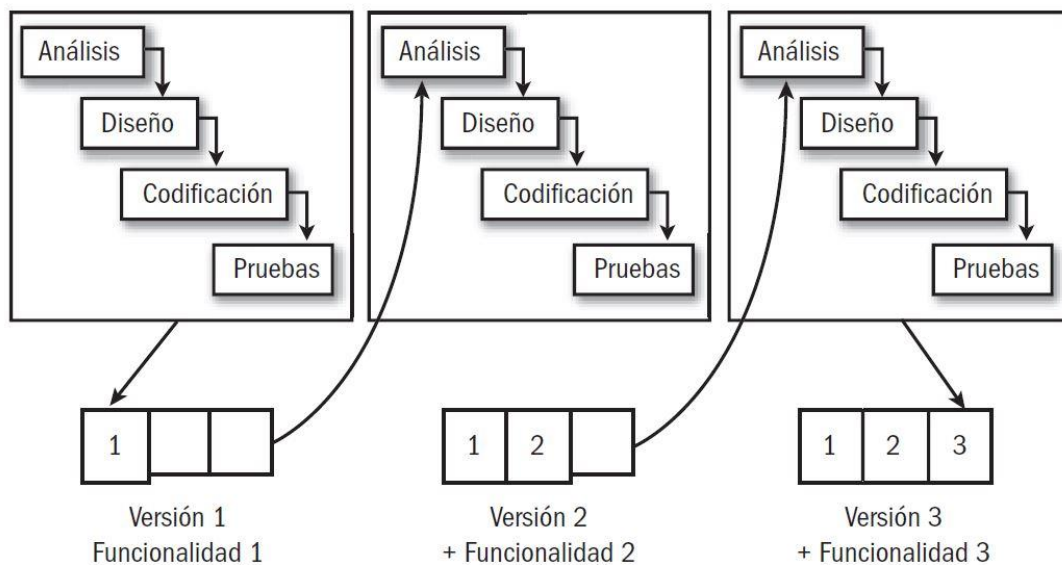 Análisis
Diseño
Codificación
Pruebas
Análisis
Diseño
Codificación
Pruebas
Análisis
Diseño
Codificación
Pruebas
1
Versión 1
Funcionalidad 1
1 2
Versión 2
+ Funcionalidad 2
1 2 3
Versión 3
+ Funcionalidad 3